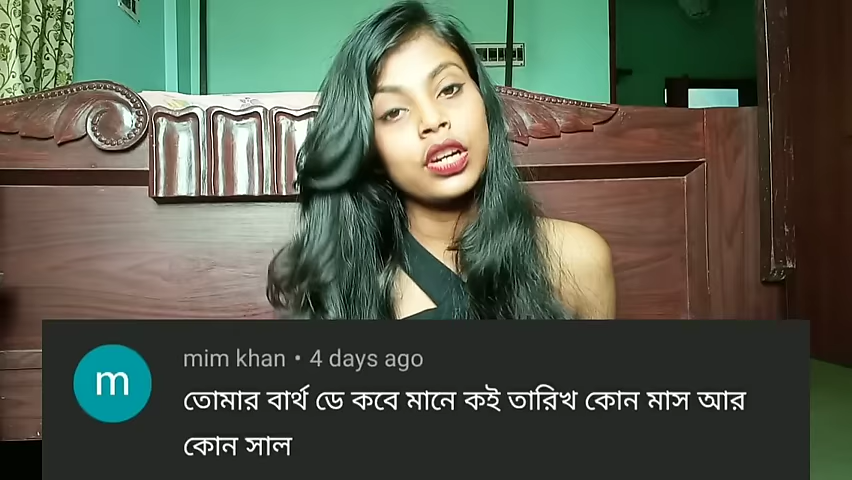 m
mim khan • 4 days ago
তোমার বার্থ ডে কবে মানে কই তারিখ কোন মাস আর
কোন সাল